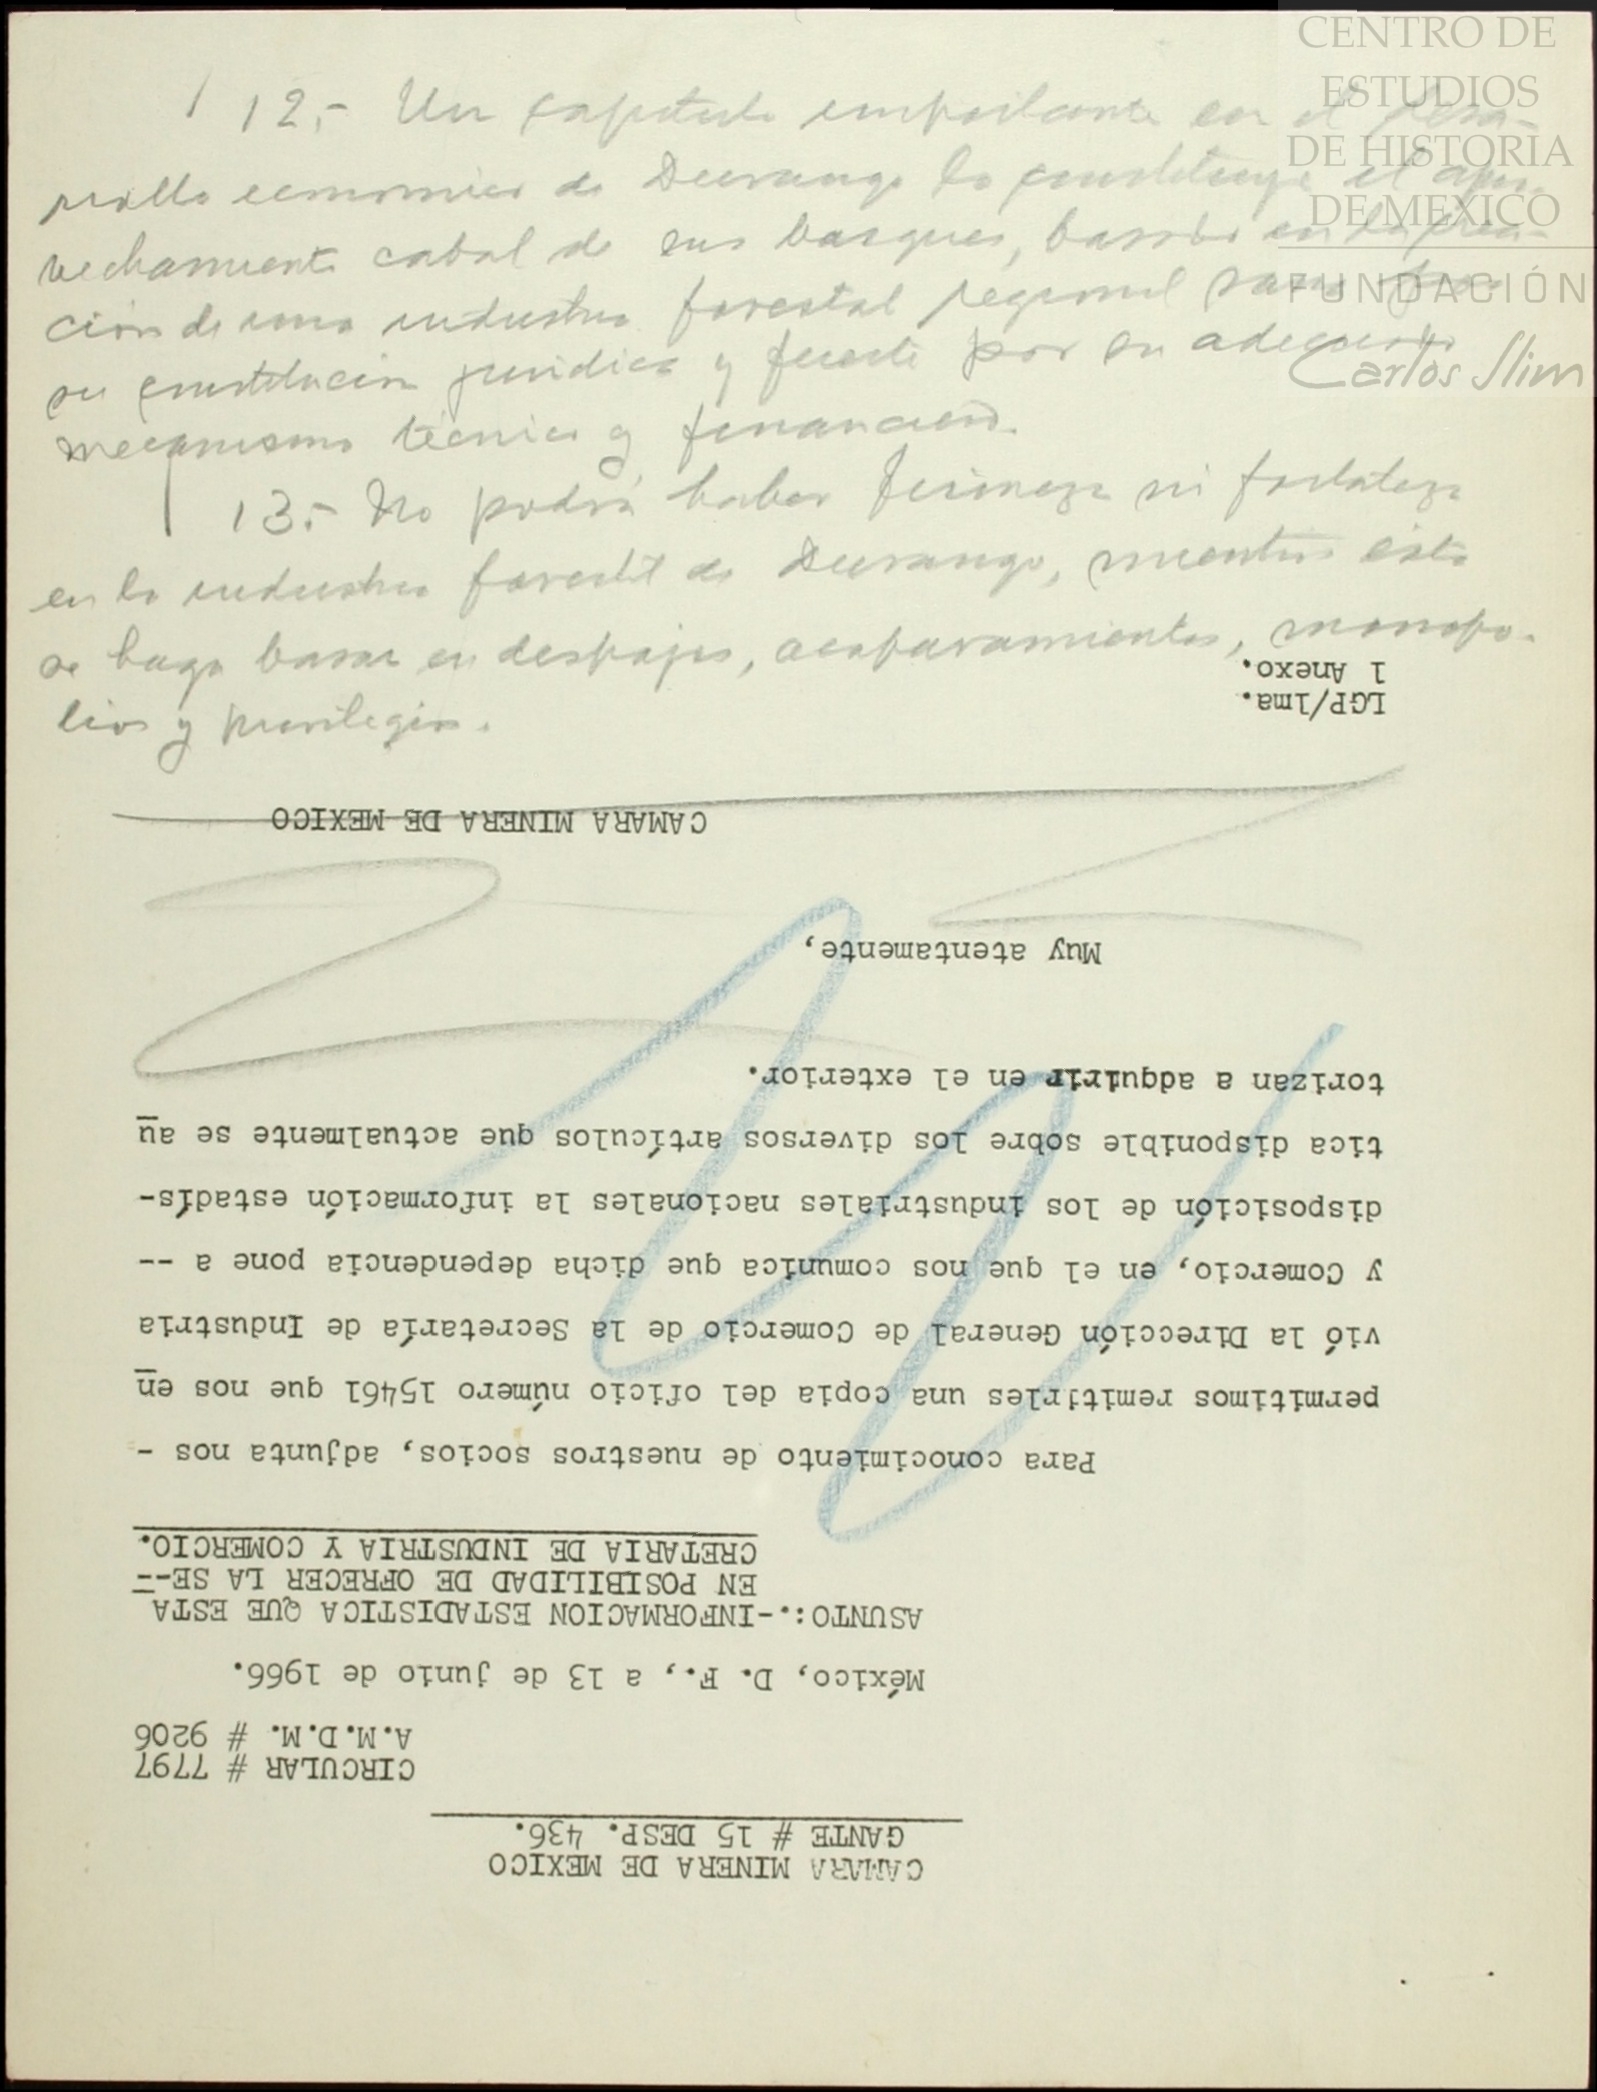 CENTRO DE
ESTUDIOS
DE HISTORIA
DE MEXICO
FUNDACIÓN
Carlos Slim
12.- Un capítulo importante en el desa-
rrollo económico de Durango lo constituye el apro-
vechamiento cabal de sus bosques, basado en la crea-
ción de una industria forestal regional sana por
su constitución jurídica y fuerte por su adecuado
mecanismo técnico y financiero.
13.- No podrá haber firmeza ni fortaleza
en la industria forestal de Durango, mientras ésta
se haga basar en despojos, acaparamientos, monopo-
lios y privilegios.
CAMARA MINERA DE MEXICO
GANTE # 15 DESP. 436.
CIRCULAR # 7797
A.M.D.M. # 9206
México, D. F., a 13 de junio de 1966.
ASUNTO:.-INFORMACION ESTADISTICA QUE ESTA
EN POSIBILIDAD DE OFRECER LA SE--
CRETARIA DE INDUSTRIA Y COMERCIO.
Para conocimiento de nuestros socios, adjunta nos -
permitimos remitirles una copia del oficio número 15461 que nos en
vió la Dirección General de Comercio de la Secretaría de Industria
y Comercio, en el que nos comunica que dicha dependencia pone a --
disposición de los industriales nacionales la información estadís-
tica disponible sobre los diversos artículos que actualmente se au
torizan a adquirir en el exterior.
Muy atentamente,
CAMARA MINERA DE MEXICO
LGP/lma.
1 Anexo.